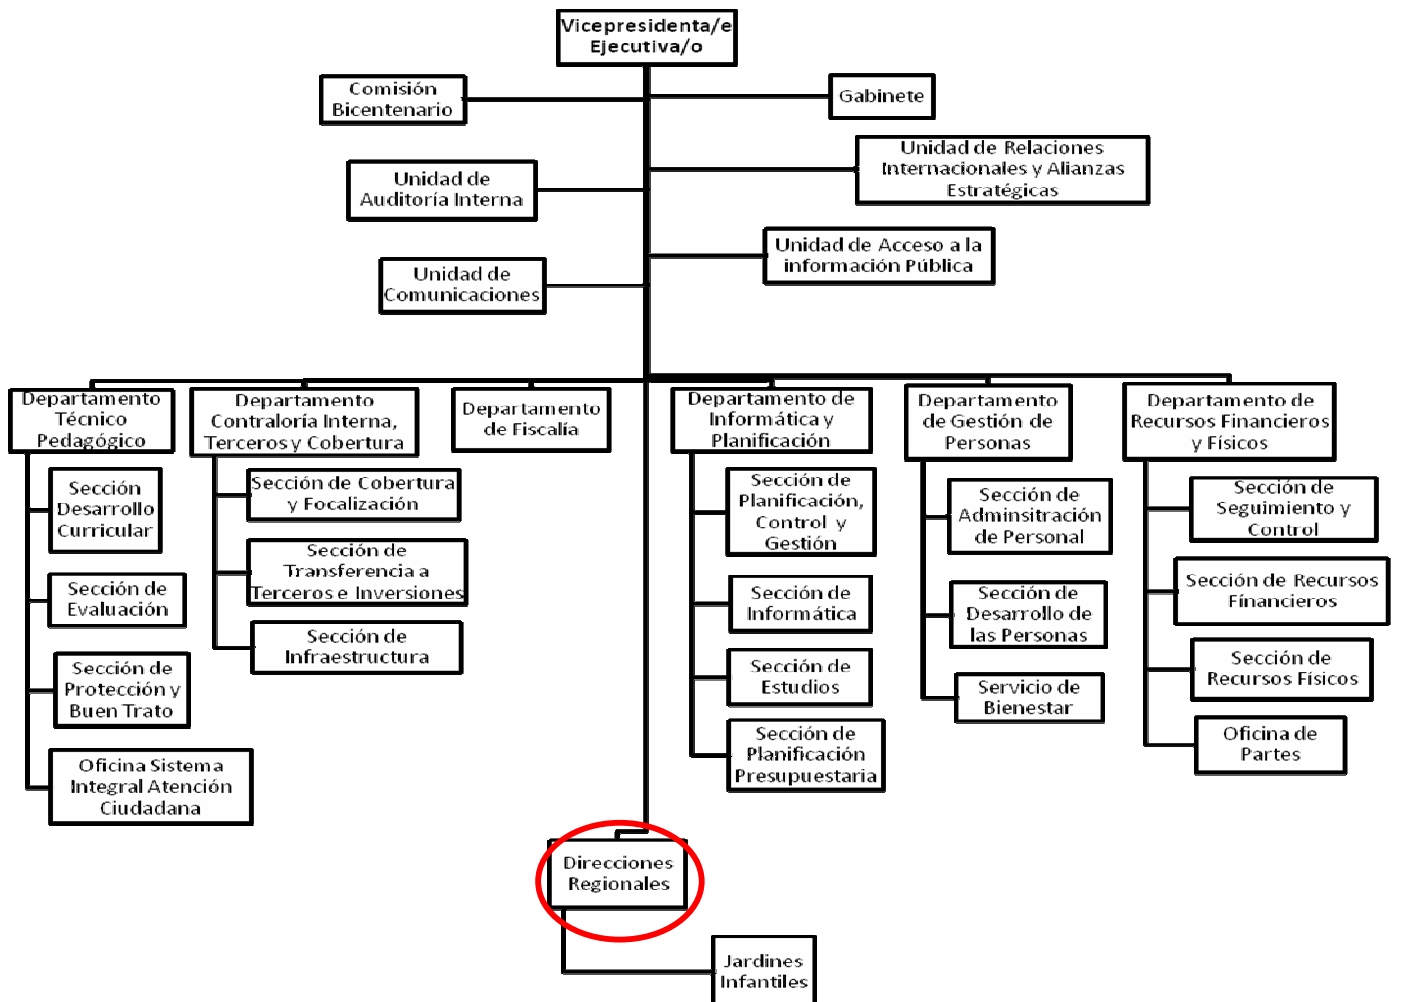 Vicepresidenta/e
Ejecutiva/o
Comisión
Bicentenario
Gabinete
Unidad de Relaciones
Internacionales y Alianzas
Estratégicas
Unidad de
Auditoría Interna
Unidad de Acceso a la
información Pública
Unidad de
Comunicaciones
Departamento
Técnico
Pedagógico
Departamento
Contraloría Interna,
Terceros y Cobertura
Departamento
de Fiscalía
Departamento de
Informática y
Planificación
Departamento
de Gestión de
Personas
Departamento de
Recursos Financieros
y Físicos
Sección
Desarrollo
Curricular
Sección de
Evaluación
Sección de
Protección y
Buen Trato
Oficina Sistema
Integral Atención
Ciudadana
Sección de Cobertura
y Focalización
Sección de
Transferencia a
Terceros e Inversiones
Sección de
Infraestructura
Sección de
Planificación,
Control y
Gestión
Sección de
Informática
Sección de
Estudios
Sección de
Planificación
Presupuestaria
Sección de
Adminsitración
de Personal
Sección de
Desarrollo de
las Personas
Servicio de
Bienestar
Sección de
Seguimiento y
Control
Sección de Recursos
Financieros
Sección de
Recursos Físicos
Oficina de
Partes
Direcciones
Regionales
Jardines
Infantiles